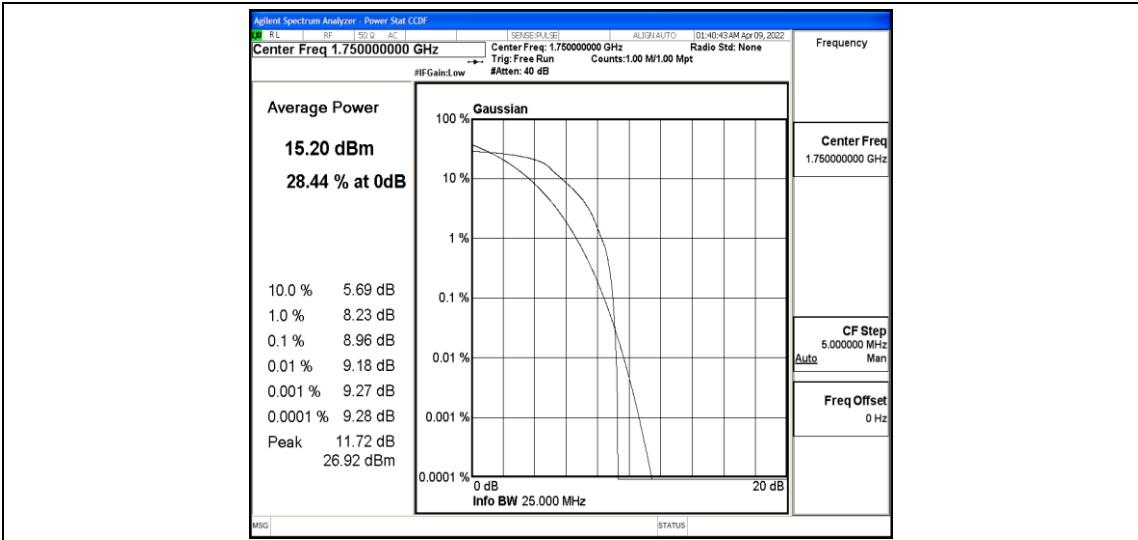 Agilent Spectrum Analyzer - Power Stat CCDF
RL RF 50 Ω AC SENSE:PULSE ALIGN AUTO 01:40:43 AM Apr 09, 2022
Center Freq 1.750000000 GHz
Center Freq: 1.750000000 GHz Radio Std: None
Trig: Free Run Counts:1.00 M/1.00 Mpt
#IFGain:Low #Atten: 40 dB
Frequency
Average Power
15.20 dBm
28.44 % at 0dB
10.0 % 5.69 dB
1.0 % 8.23 dB
0.1 % 8.96 dB
0.01 % 9.18 dB
0.001 % 9.27 dB
0.0001 % 9.28 dB
Peak 11.72 dB
26.92 dBm
Gaussian
100 %
10 %
1 %
0.1 %
0.01 %
0.001 %
0.0001 %
0 dB 20 dB
Info BW 25.000 MHz
Center Freq
1.750000000 GHz
CF Step
5.000000 MHz
Auto Man
Freq Offset
0 Hz
MSG STATUS